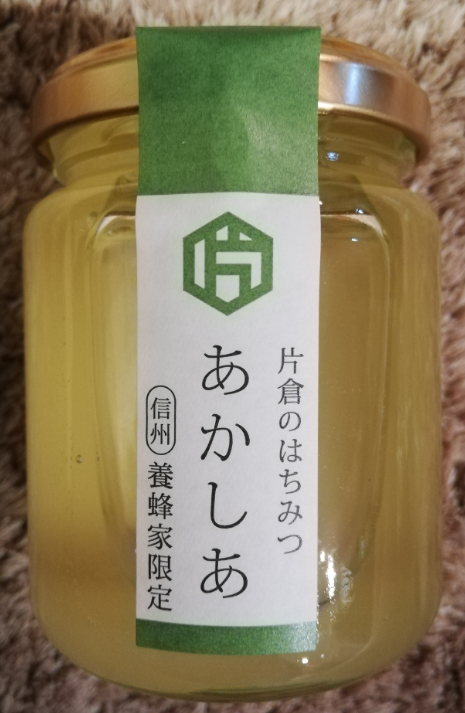 片倉のはちみつ
あかしあ
信州 養蜂家限定